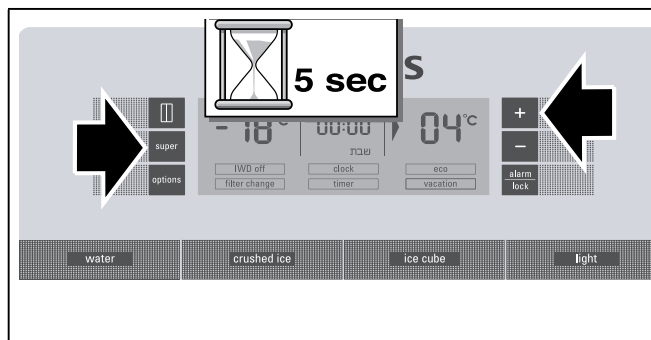 5 sec
S
super
options
- 18°C
00:00
04°C
שבת
IWD off
clock
eco
filter change
timer
vacation
+
−
alarm
lock
water
crushed ice
ice cube
light